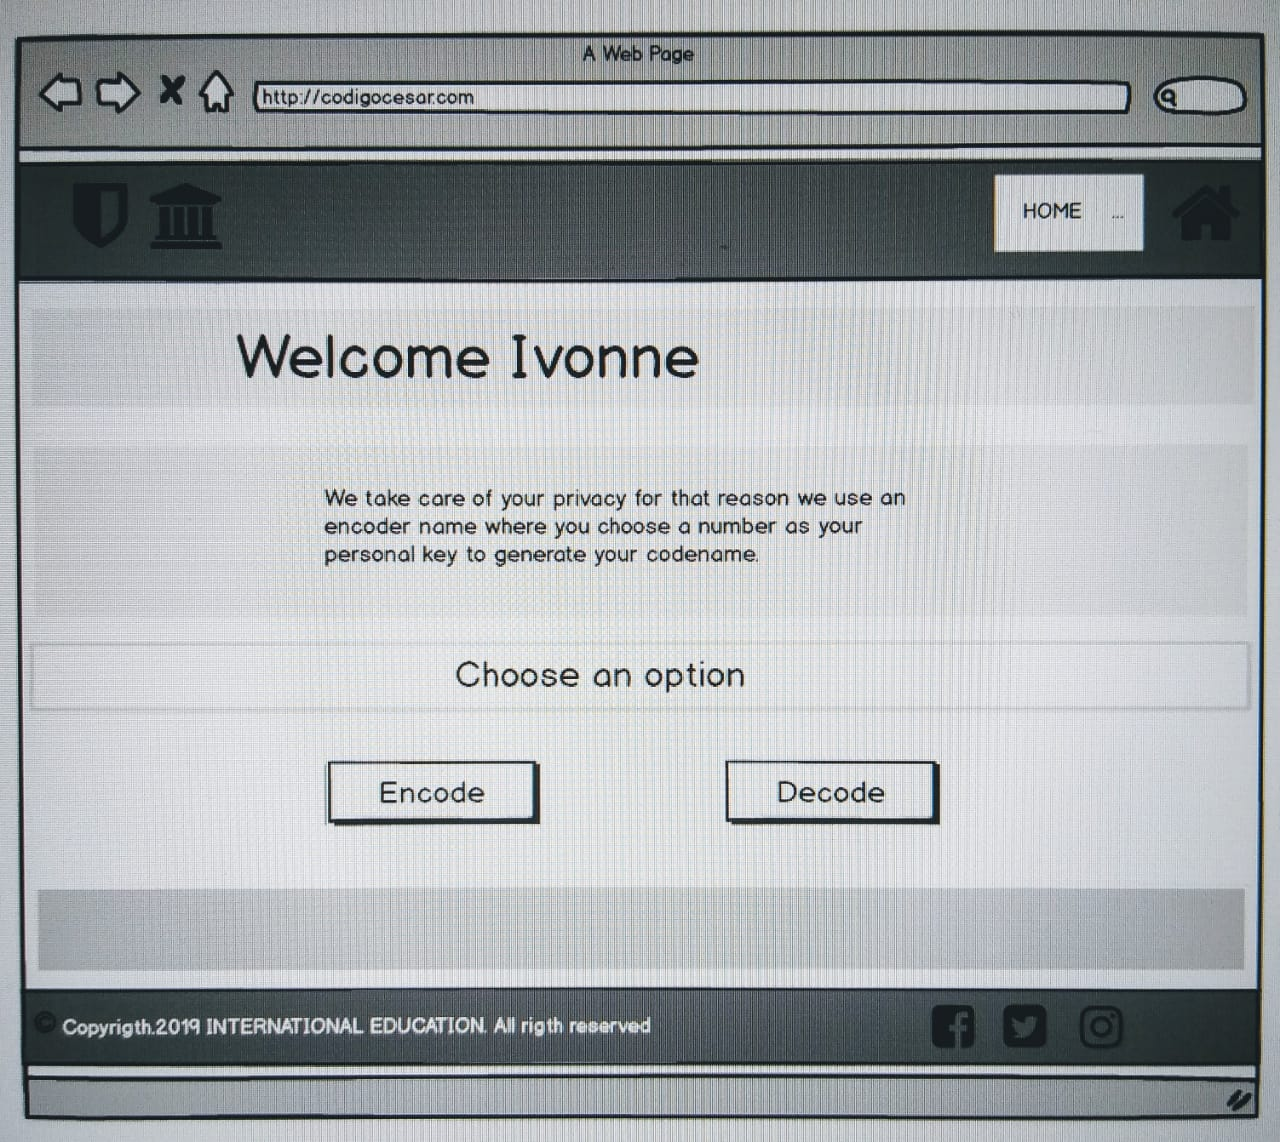 A Web Page
http://codigocesar.com
HOME ...
Welcome Ivonne
We take care of your privacy for that reason we use an
encoder name where you choose a number as your
personal key to generate your codename.
Choose an option
Encode
Decode
© Copyrigth.2019 INTERNATIONAL EDUCATION. All rigth reserved